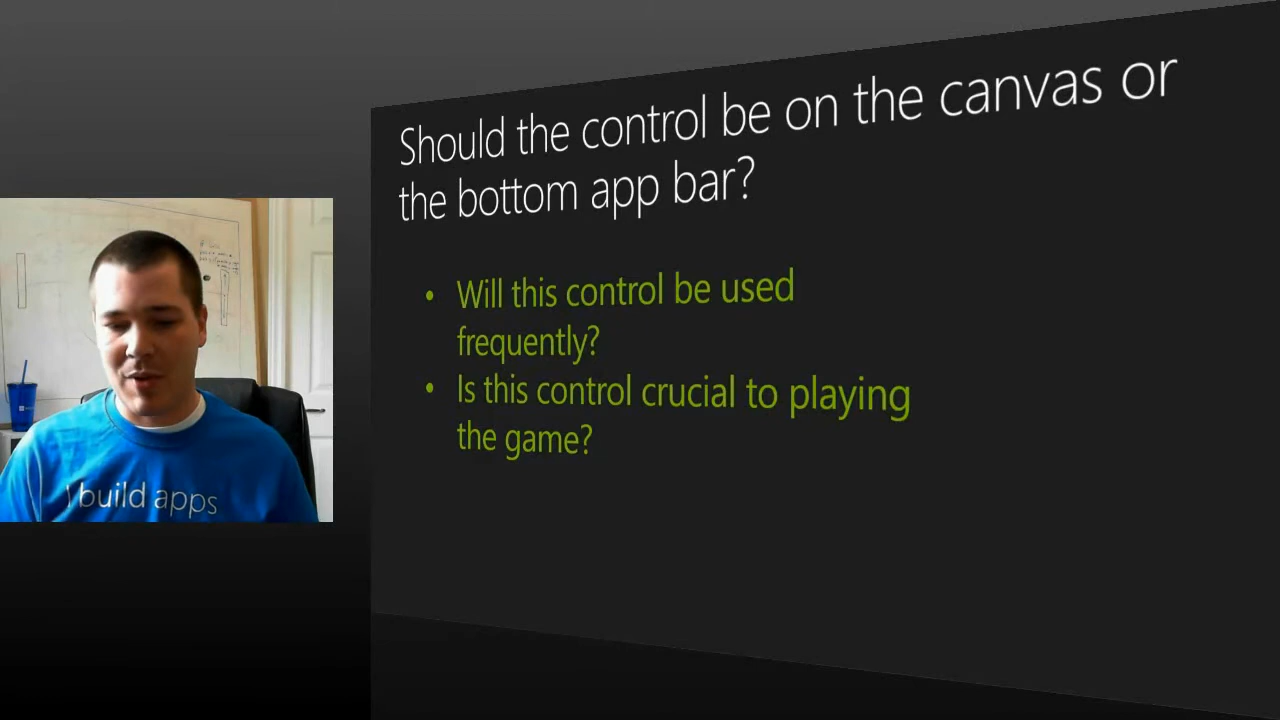 Should the control be on the canvas or
the bottom app bar?
• Will this control be used
frequently?
• Is this control crucial to playing
the game?
I build apps